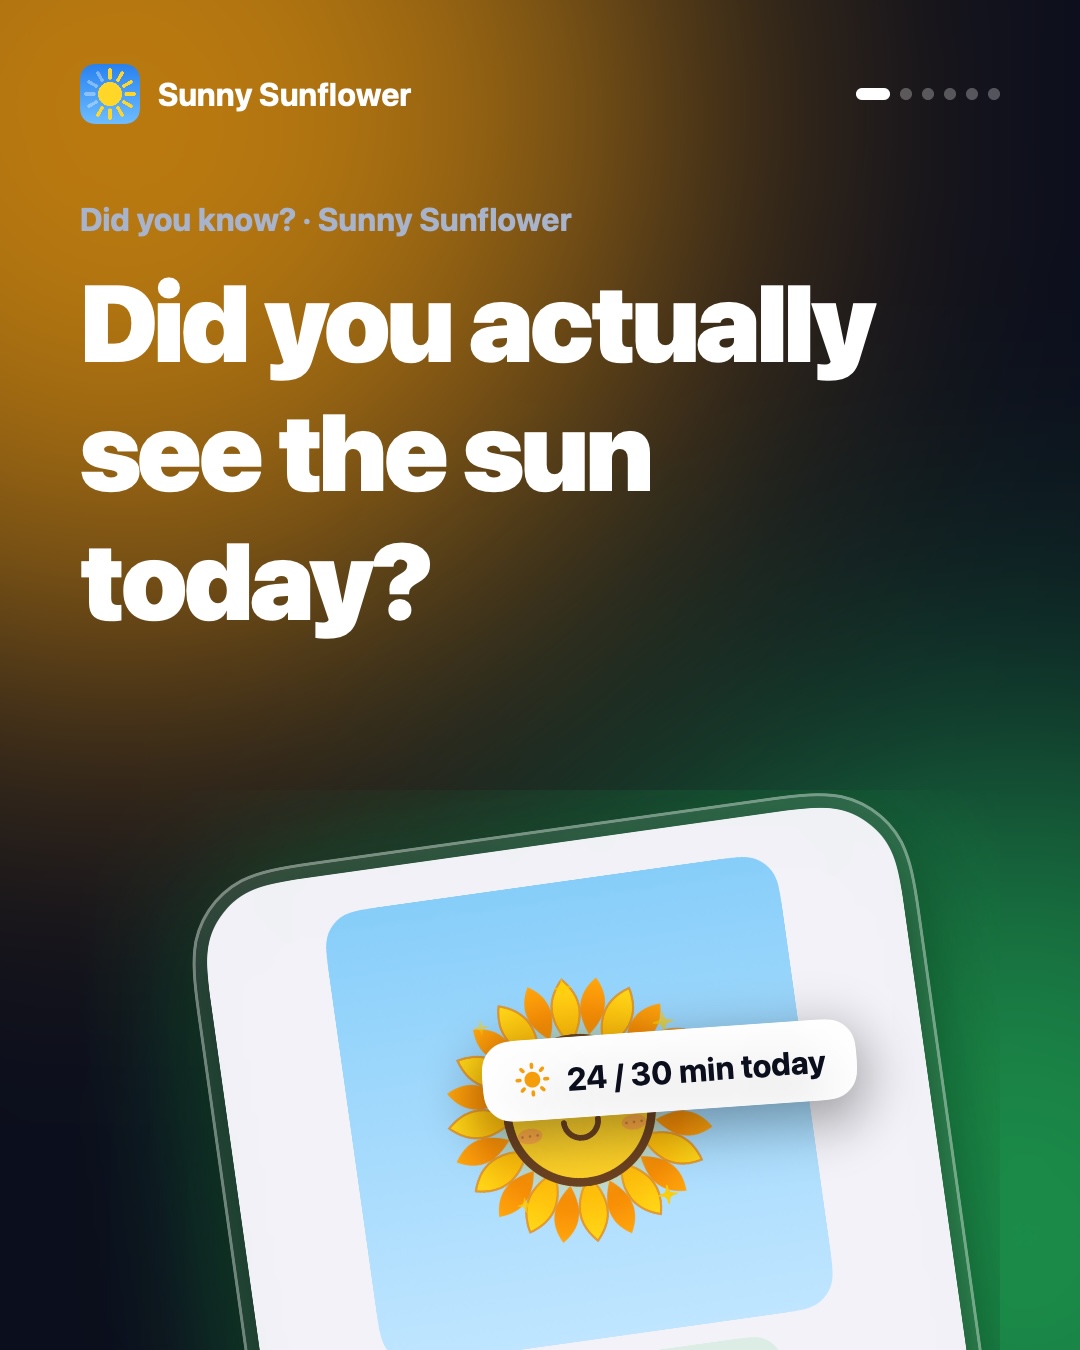 Sunny Sunflower
Did you know? · Sunny Sunflower
Did you actually
see the sun
today?
24 / 30 min today